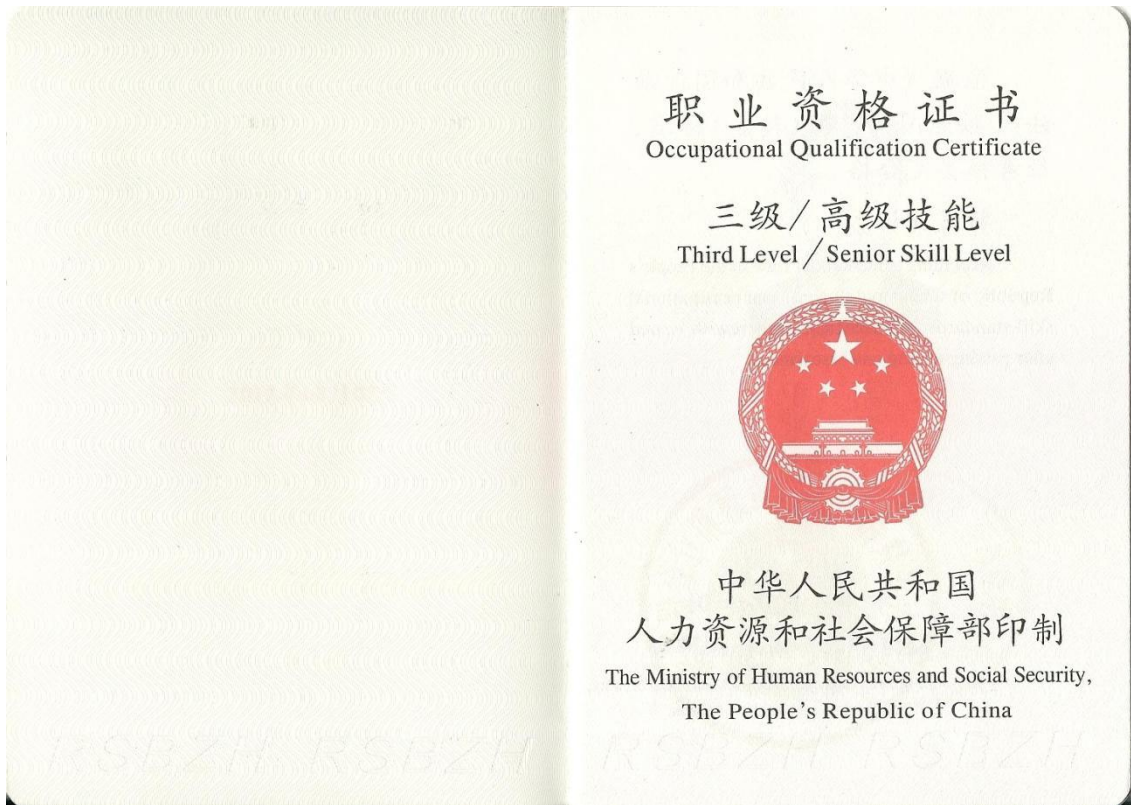 职业资格证书
Occupational Qualification Certificate
三级/高级技能
Third Level / Senior Skill Level
中华人民共和国
人力资源和社会保障部印制
The Ministry of Human Resources and Social Security,
The People's Republic of China
RSBZH RSBZH RSBZH RSBZH